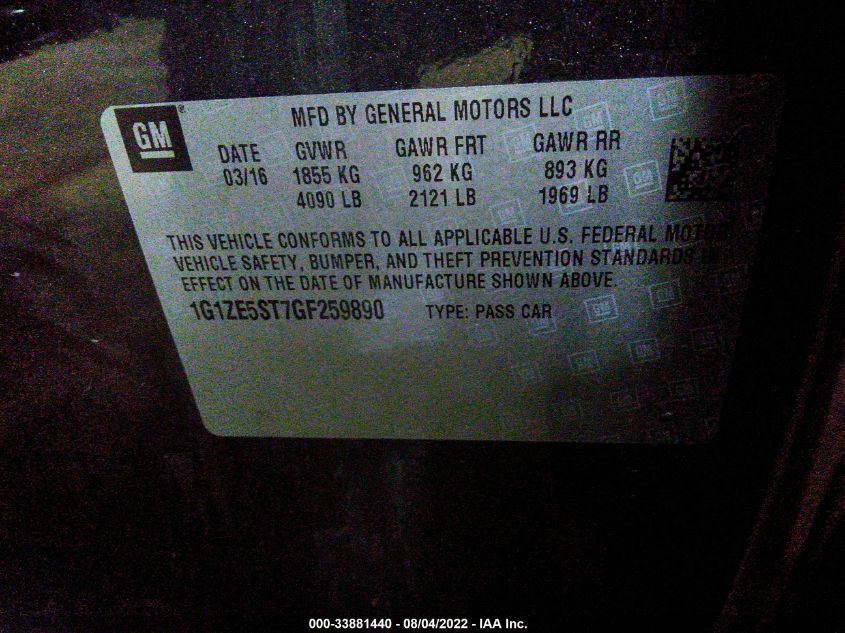 GM®
MFD BY GENERAL MOTORS LLC
DATE GVWR GAWR FRT GAWR RR
03/16 1855 KG 962 KG 893 KG
4090 LB 2121 LB 1969 LB
THIS VEHICLE CONFORMS TO ALL APPLICABLE U.S. FEDERAL MOTOR
VEHICLE SAFETY, BUMPER, AND THEFT PREVENTION STANDARDS IN
EFFECT ON THE DATE OF MANUFACTURE SHOWN ABOVE.
1G1ZE5ST7GF259890 TYPE: PASS CAR
000-33881440 - 08/04/2022 - IAA Inc.